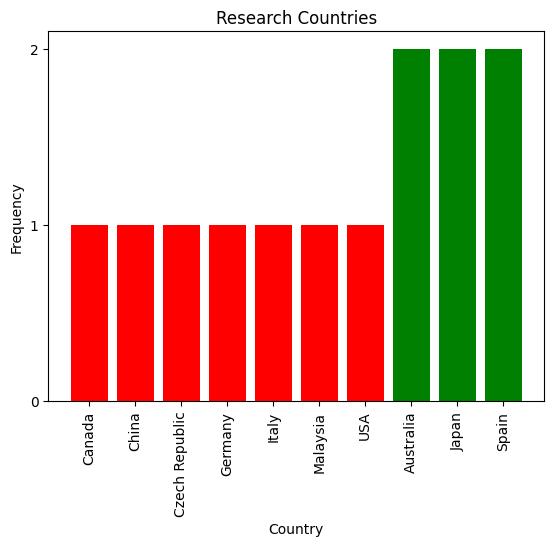 Research Countries
Frequency
2
1
0
Canada
China
Czech Republic
Germany
Italy
Malaysia
USA
Australia
Japan
Spain
Country